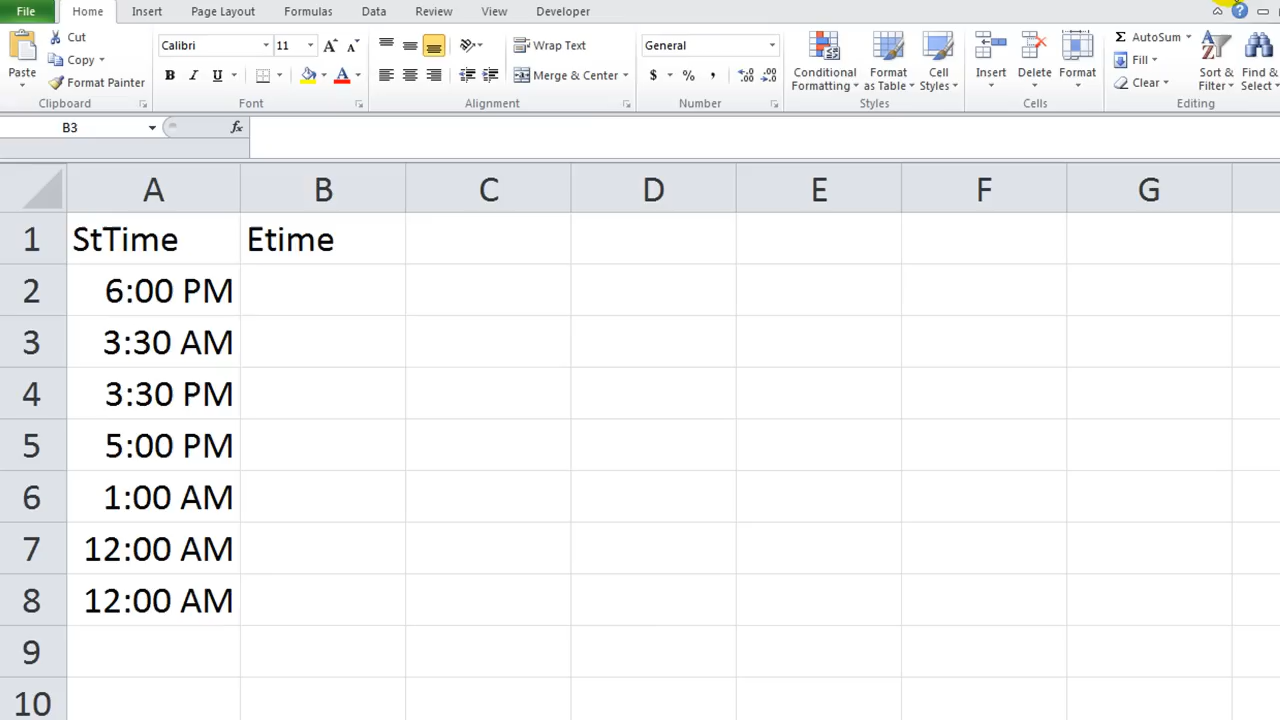 File Home Insert Page Layout Formulas Data Review View Developer
Paste Cut Copy Format Painter Clipboard
Calibri 11 A A B I U A Font
Wrap Text Merge & Center Alignment
General $ % , Number
Conditional Formatting Format as Table Cell Styles Styles
Insert Delete Format Cells
Σ AutoSum Fill Clear Sort & Filter Find & Select Editing
B3 fx
A B C D E F G
1 StTime Etime
2 6:00 PM
3 3:30 AM
4 3:30 PM
5 5:00 PM
6 1:00 AM
7 12:00 AM
8 12:00 AM
9
10